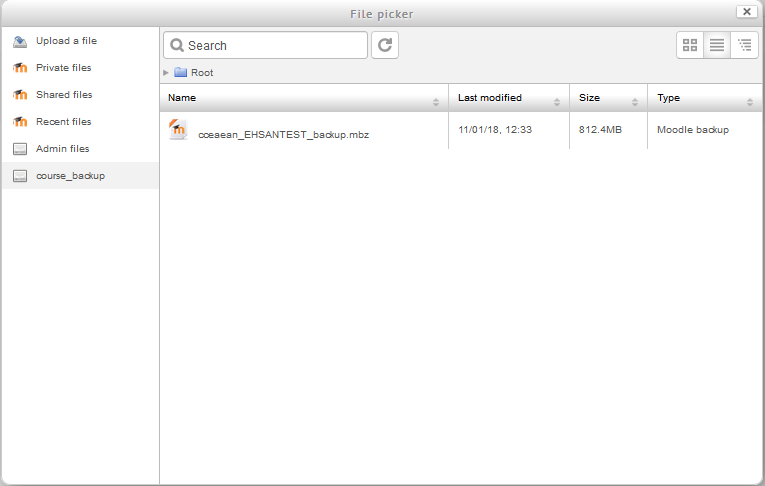 File picker
Upload a file
Private files
Shared files
Recent files
Admin files
course_backup
Search
Root
Name Last modified Size Type
cceaean_EHSANTEST_backup.mbz 11/01/18, 12:33 812.4MB Moodle backup